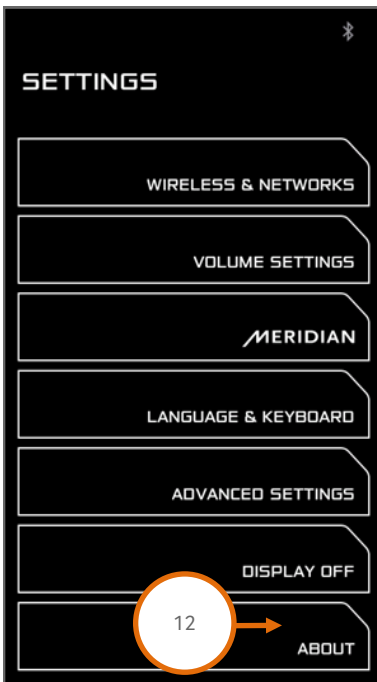 SETTINGS
WIRELESS & NETWORKS
VOLUME SETTINGS
MERIDIAN
LANGUAGE & KEYBOARD
ADVANCED SETTINGS
DISPLAY OFF
12
ABOUT